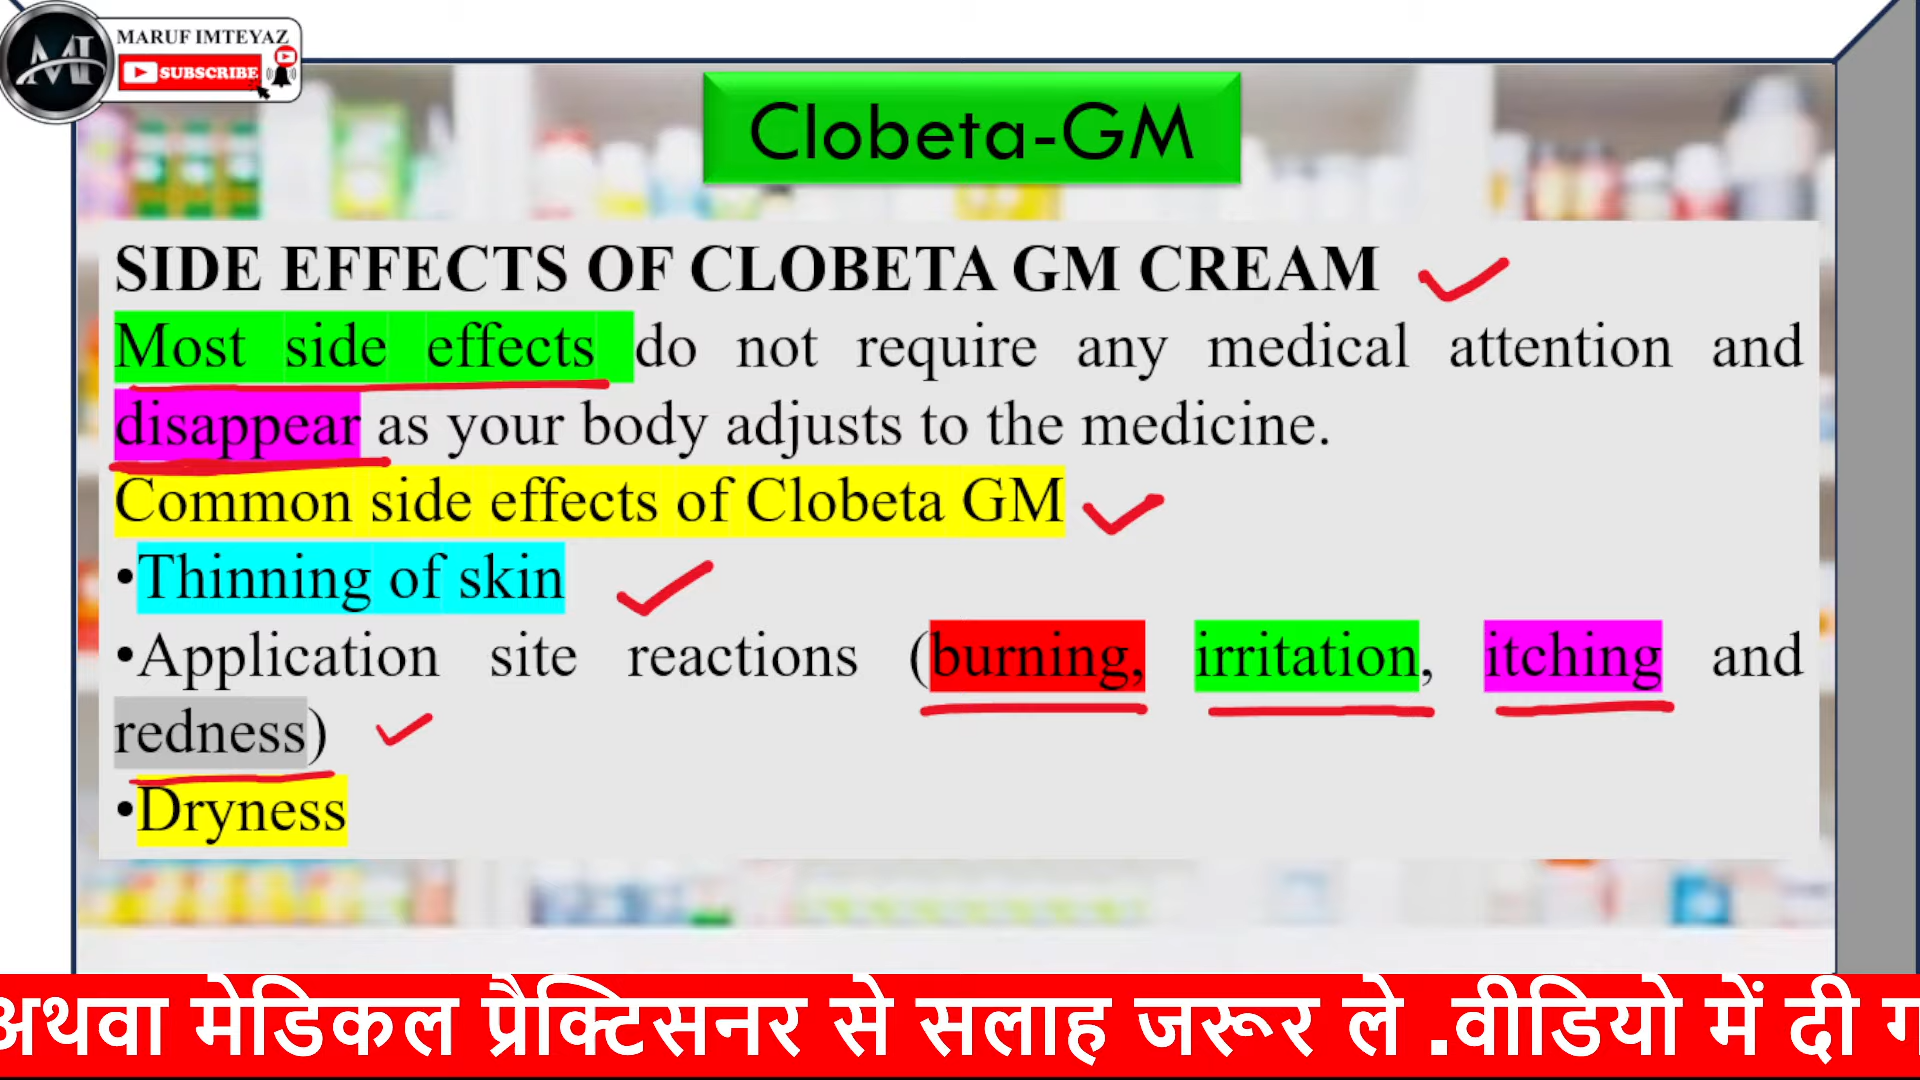 MARUF IMTEYAZ
SUBSCRIBE
Clobeta-GM
SIDE EFFECTS OF CLOBETA GM CREAM
Most side effects do not require any medical attention and
disappear as your body adjusts to the medicine.
Common side effects of Clobeta GM
•Thinning of skin
•Application site reactions (burning, irritation, itching and
redness)
•Dryness
अथवा मेडिकल प्रैक्टिसनर से सलाह जरूर ले .वीडियो में दी